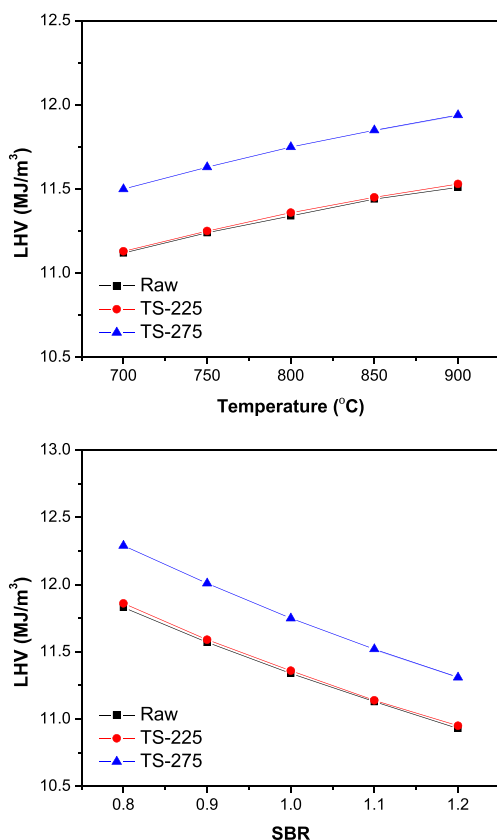 12.5
12.0
11.5
11.0
10.5
LHV (MJ/m³)
Raw
TS-225
TS-275
700 750 800 850 900
Temperature (°C)
13.0
12.5
12.0
11.5
11.0
10.5
LHV (MJ/m³)
Raw
TS-225
TS-275
0.8 0.9 1.0 1.1 1.2
SBR